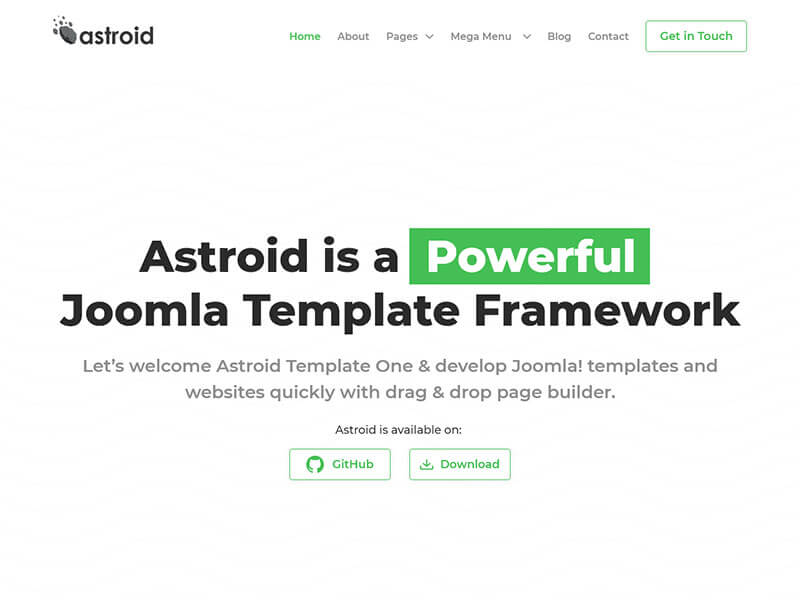 astroid
Home About Pages Mega Menu Blog Contact Get in Touch
Astroid is a Powerful
Joomla Template Framework
Let's welcome Astroid Template One & develop Joomla! templates and
websites quickly with drag & drop page builder.
Astroid is available on:
GitHub Download